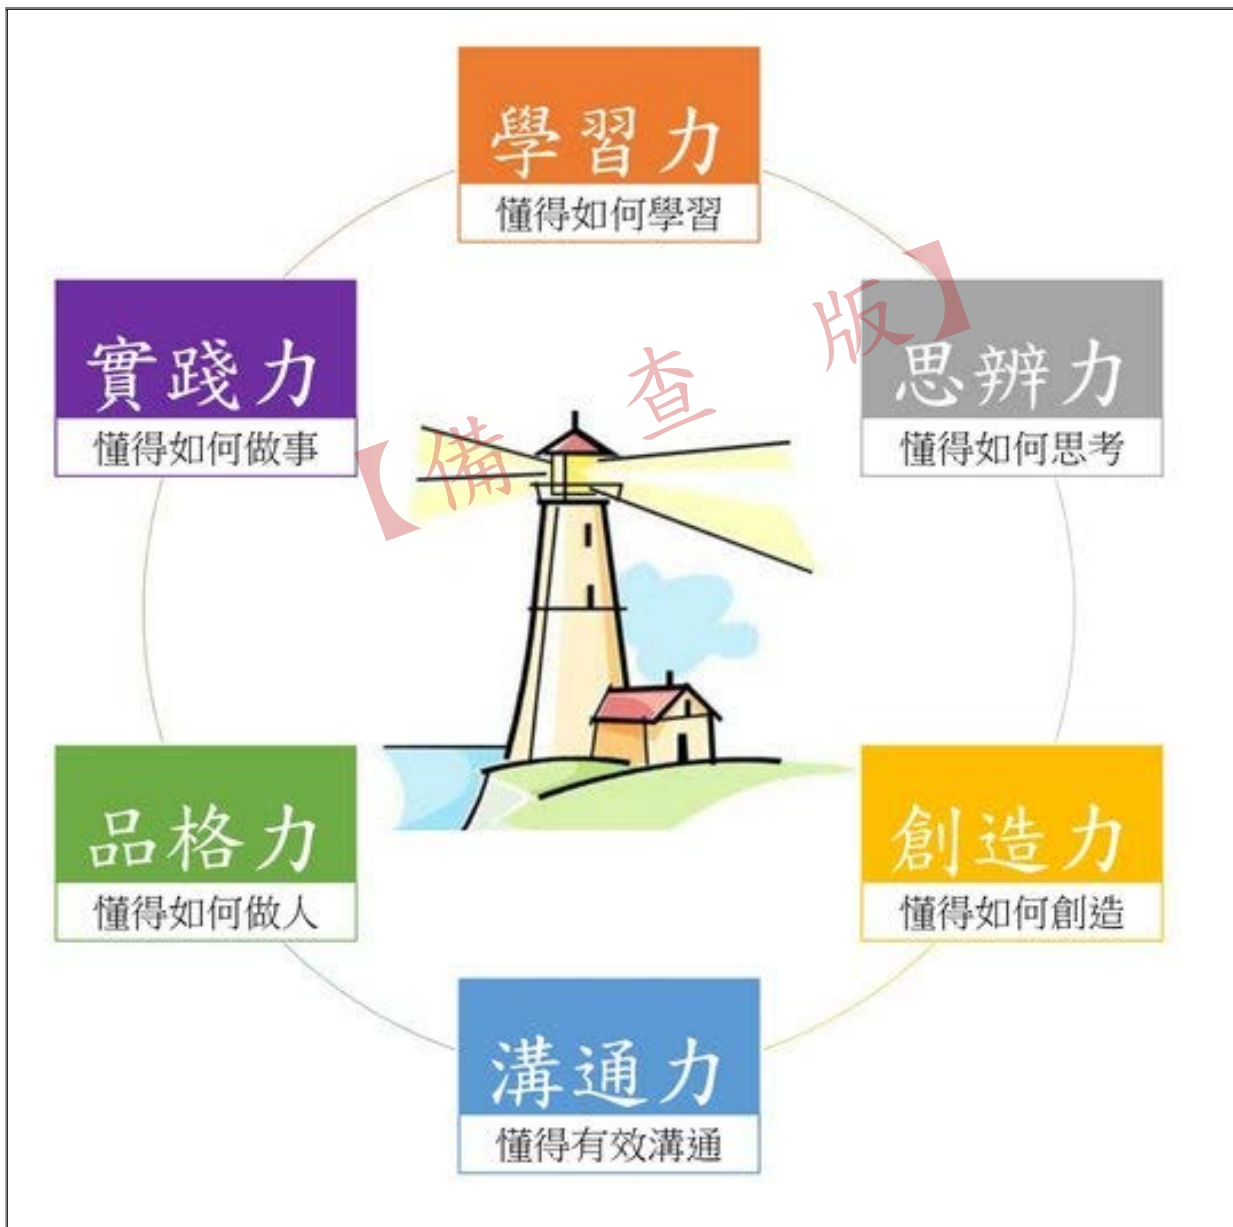 學習力
懂得如何學習
思辨力
懂得如何思考
創造力
懂得如何創造
溝通力
懂得有效溝通
品格力
懂得如何做人
實踐力
懂得如何做事
【備查版】